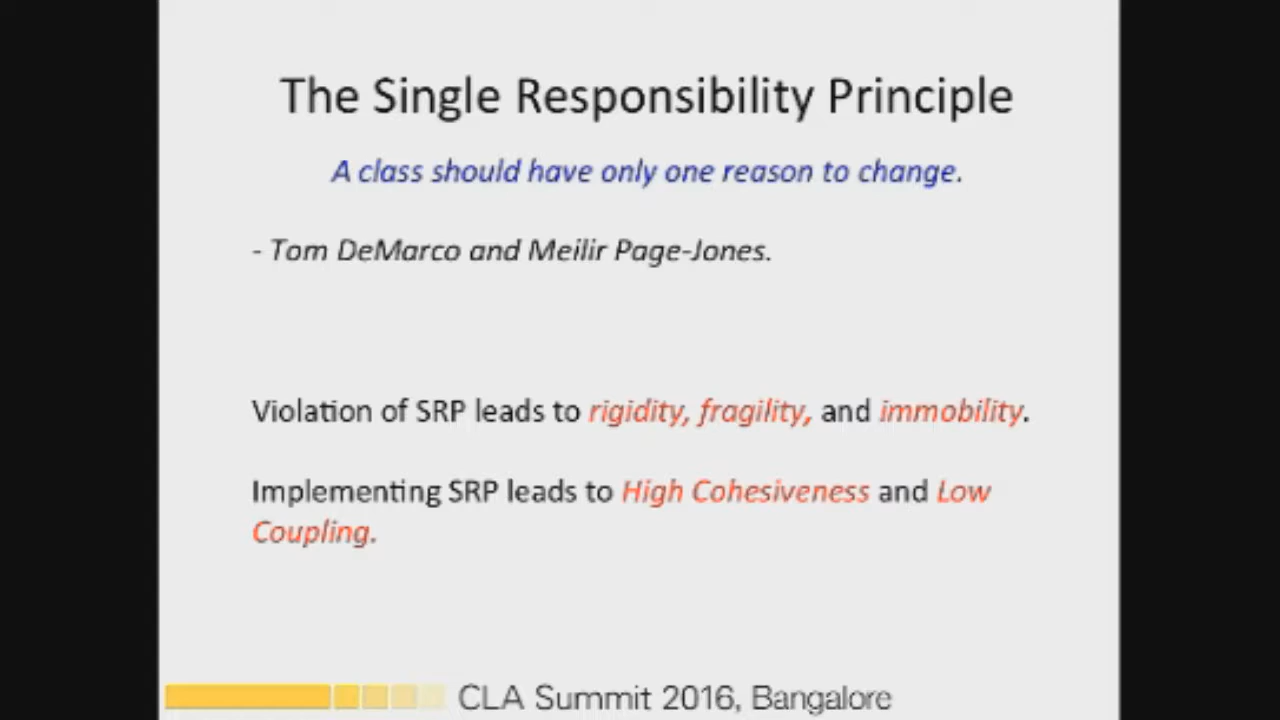 The Single Responsibility Principle
A class should have only one reason to change.
- Tom DeMarco and Meilir Page-Jones.
Violation of SRP leads to rigidity, fragility, and immobility.
Implementing SRP leads to High Cohesiveness and Low
Coupling.
CLA Summit 2016, Bangalore